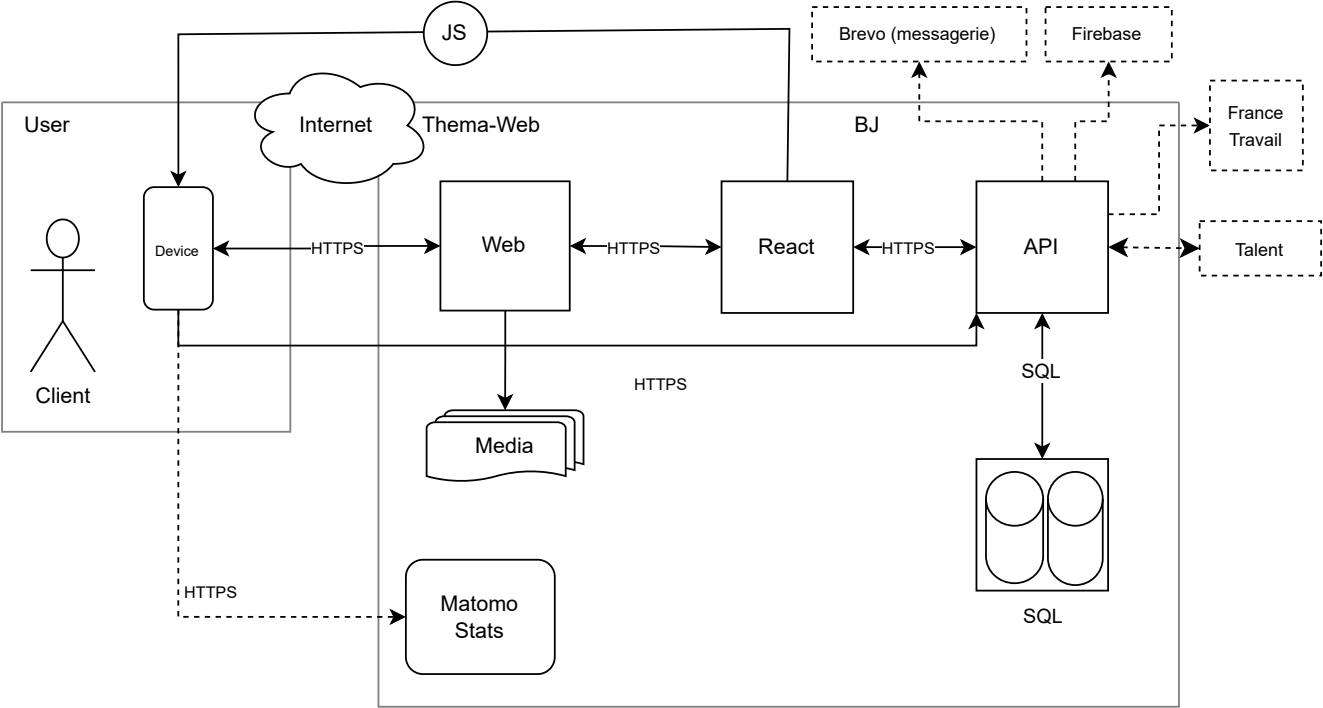 JS
Brevo (messagerie)
Firebase
User
Internet
Thema-Web
BJ
France
Travail
Device
HTTPS
Web
HTTPS
React
HTTPS
API
Talent
Client
HTTPS
SQL
Media
HTTPS
Matomo
Stats
SQL